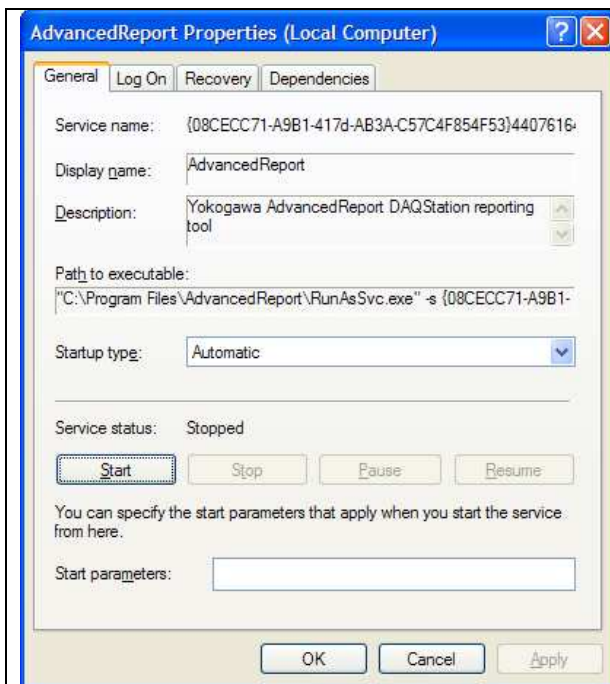 AdvancedReport Properties (Local Computer)
General Log On Recovery Dependencies
Service name: {08CECC71-A9B1-417d-AB3A-C57C4F854F53}44076164
Display name: AdvancedReport
Description: Yokogawa AdvancedReport DAQStation reporting
tool
Path to executable:
"C:\Program Files\AdvancedReport\RunAsSvc.exe" -s {08CECC71-A9B1-
Startup type: Automatic
Service status: Stopped
Start Stop Pause Resume
You can specify the start parameters that apply when you start the service
from here.
Start parameters:
OK Cancel Apply